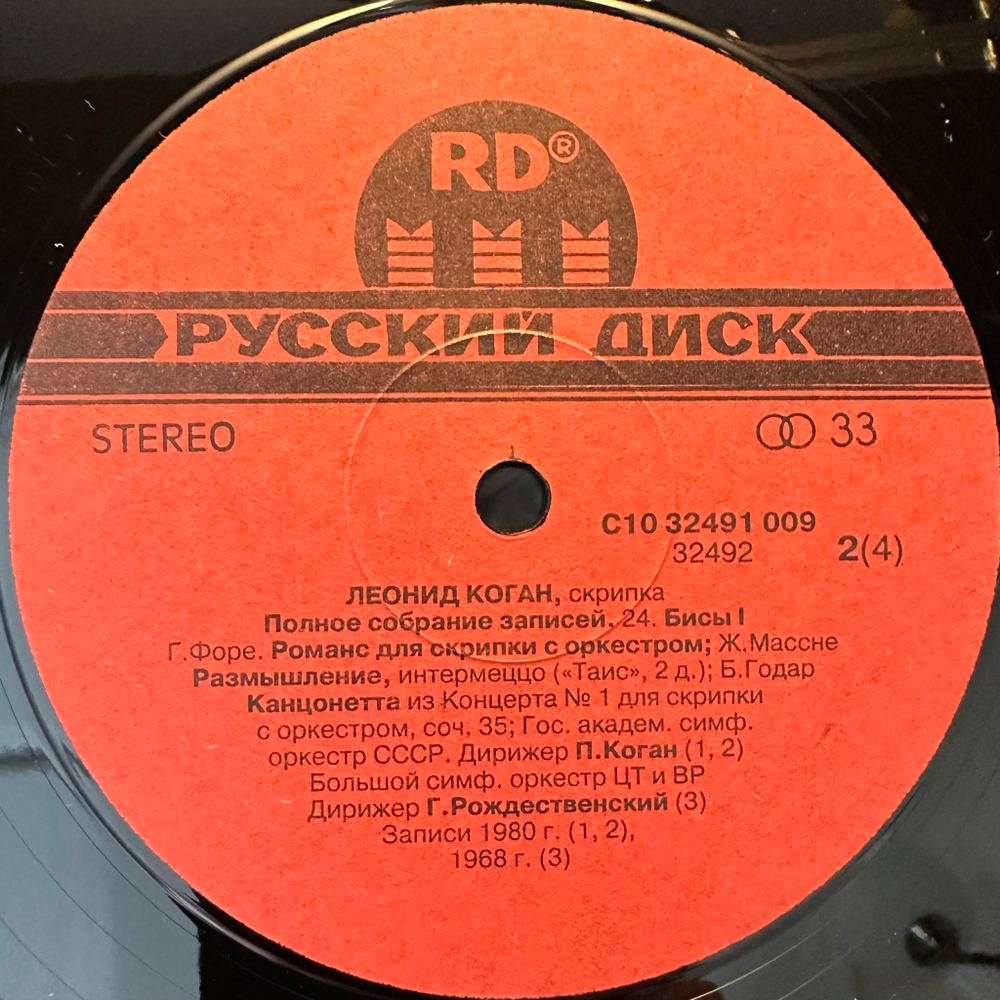 RD®
РУССКИЙ ДИСК
STEREO
33
С10 32491 009
32492
2(4)
ЛЕОНИД КОГАН, скрипка
Полное собрание записей. 24. Бисы I
Г.Форе. Романс для скрипки с оркестром; Ж.Массне
Размышление, интермеццо («Таис», 2 д.); Б.Годар
Канцонетта из Концерта № 1 для скрипки
с оркестром, соч. 35; Гос. академ. симф.
оркестр СССР. Дирижер П.Коган (1, 2)
Большой симф. оркестр ЦТ и ВР
Дирижер Г.Рождественский (3)
Записи 1980 г. (1, 2),
1968 г. (3)